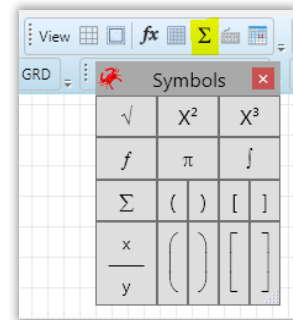 View fx Σ
GRD
Symbols ×
√ X² X³
f π ∫
Σ ( ) [ ]
x ( ) [ ]
y